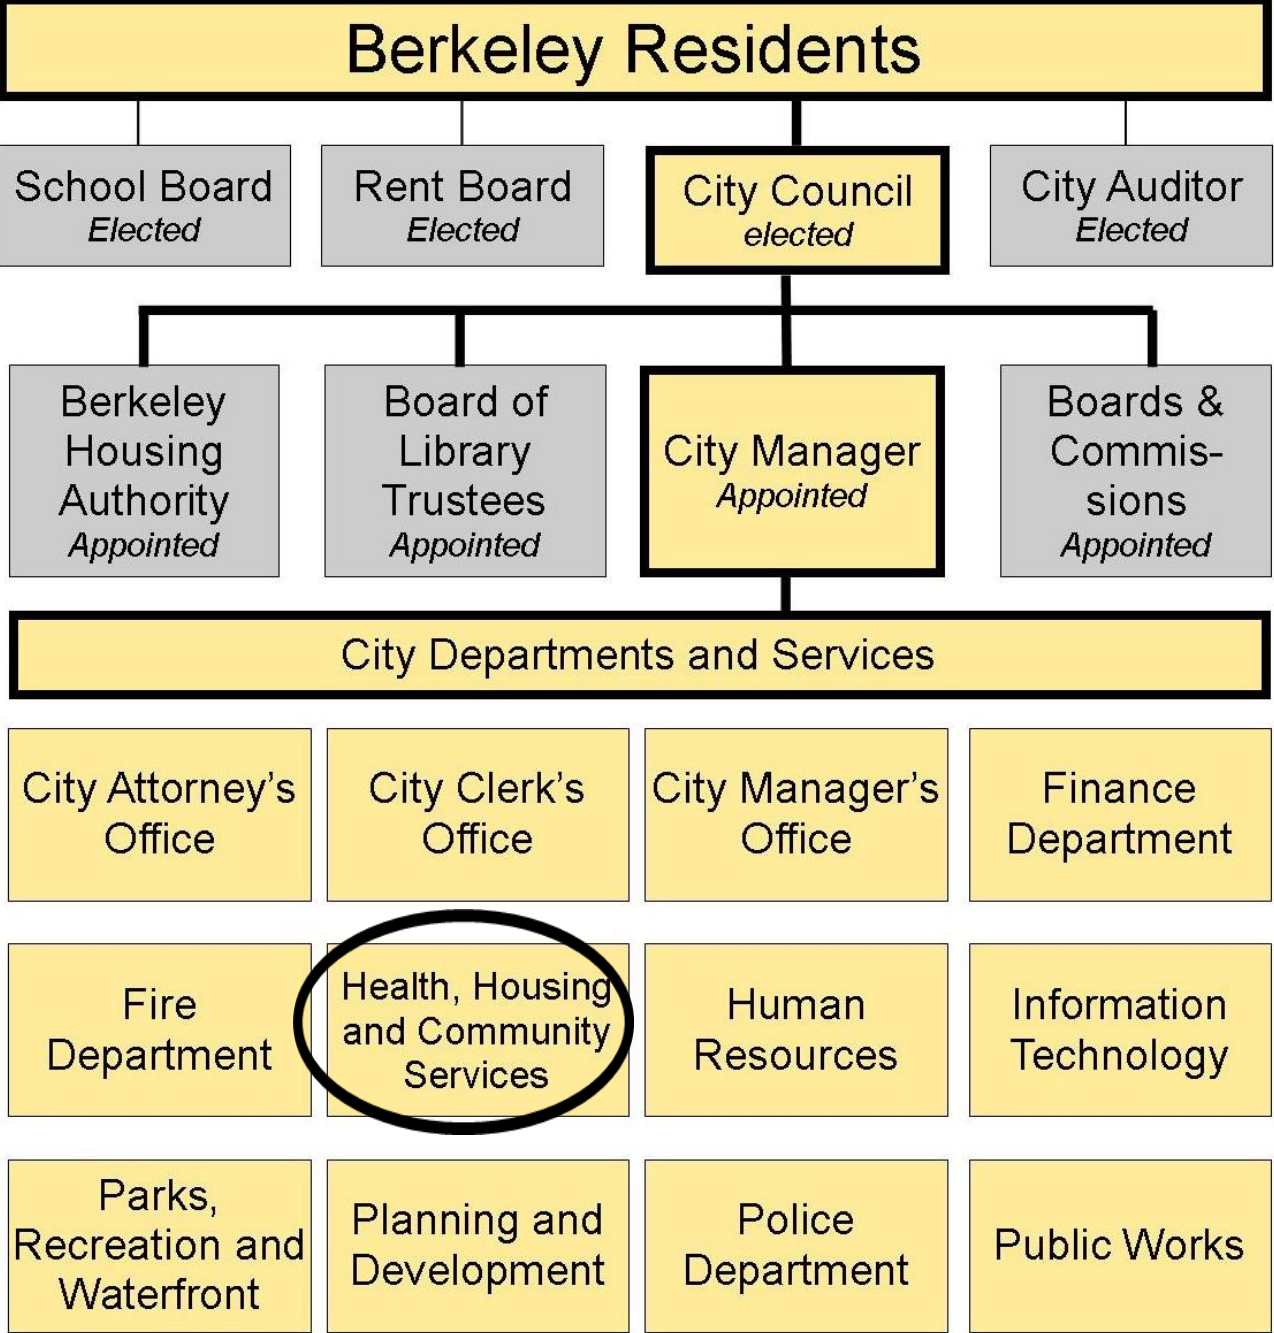 Berkeley Residents
School Board
Elected
Rent Board
Elected
City Council
elected
City Auditor
Elected
Berkeley
Housing
Authority
Appointed
Board of
Library
Trustees
Appointed
City Manager
Appointed
Boards &
Commis-
sions
Appointed
City Departments and Services
City Attorney’s
Office
City Clerk’s
Office
City Manager’s
Office
Finance
Department
Fire
Department
Health, Housing
and Community
Services
Human
Resources
Information
Technology
Parks,
Recreation and
Waterfront
Planning and
Development
Police
Department
Public Works